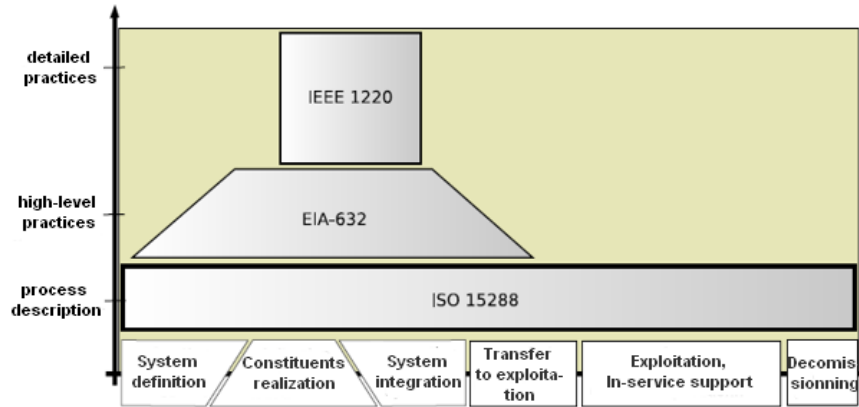 detailed
practices
IEEE 1220
high-level
practices
EIA-632
process
description
ISO 15288
System
definition
Constituents
realization
System
integration
Transfer
to exploita-
tion
Exploitation,
In-service support
Decomis
sionning